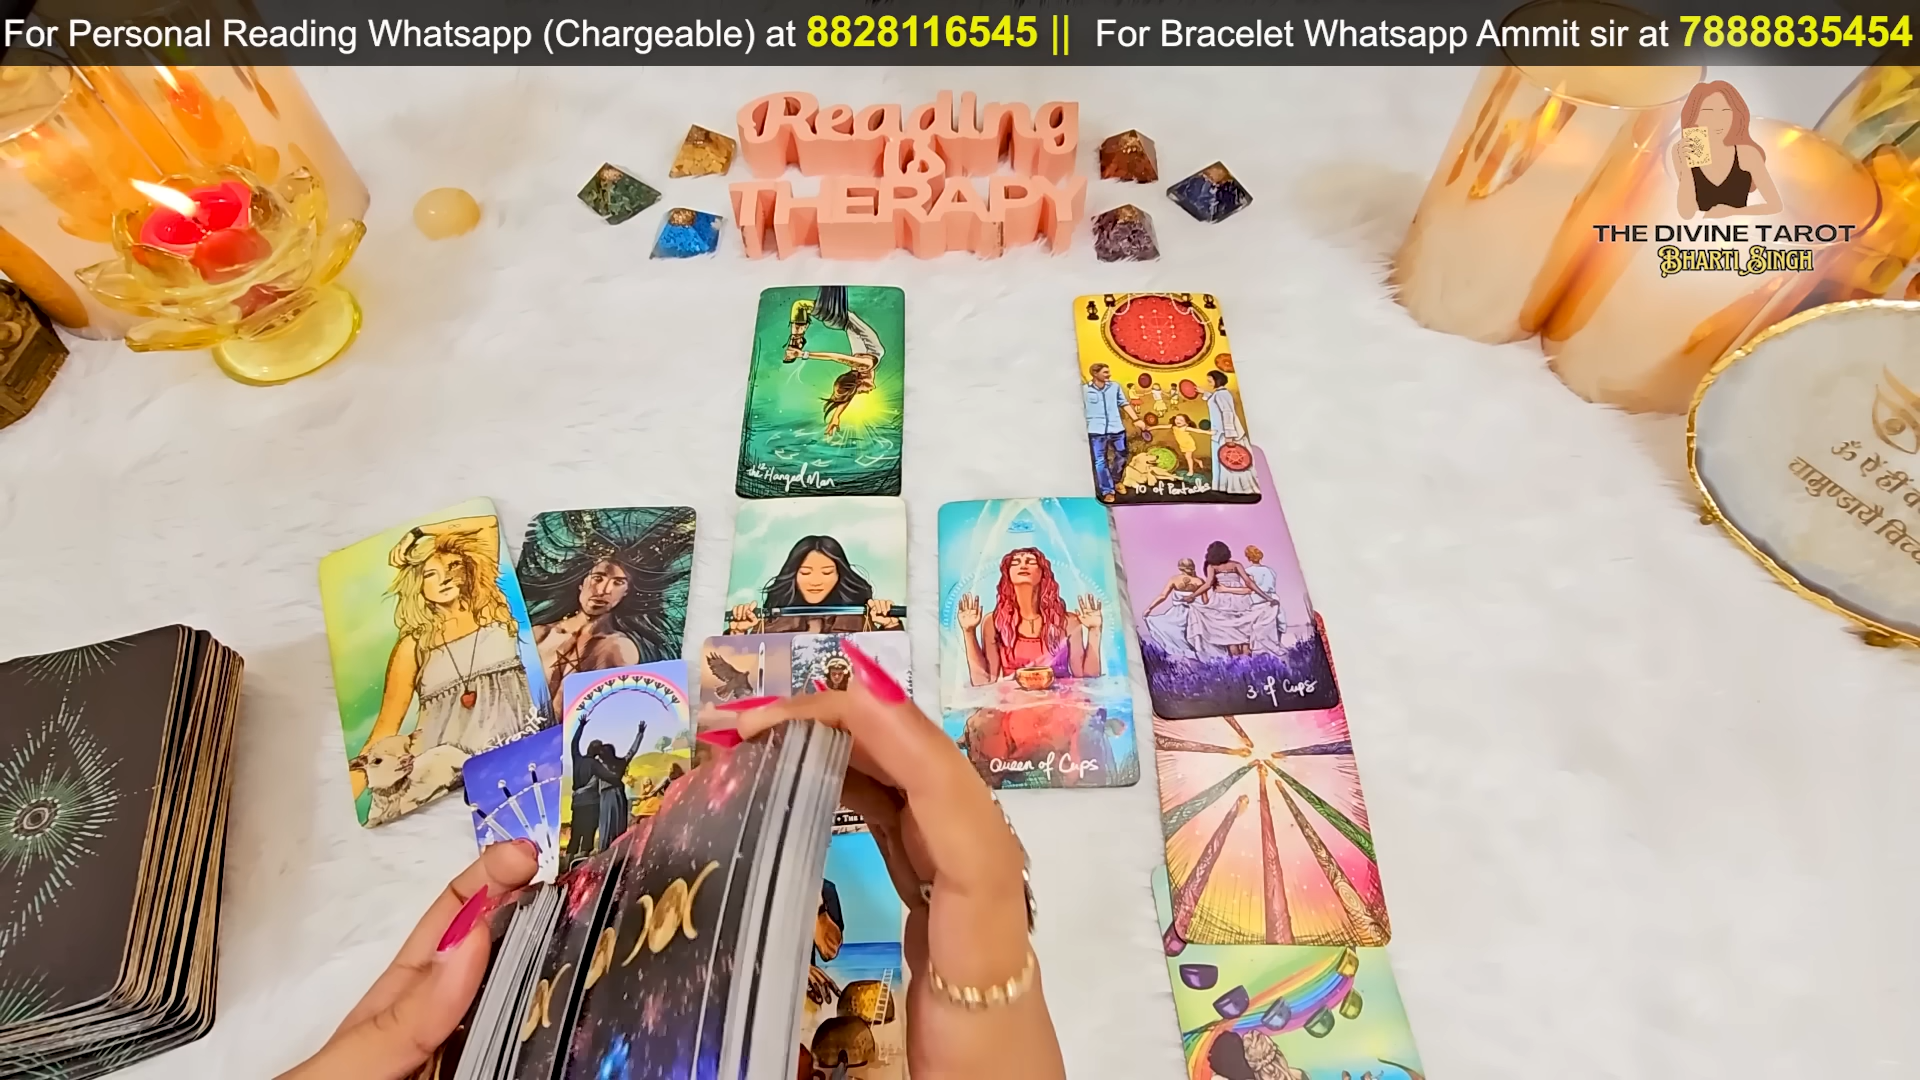 For Personal Reading Whatsapp (Chargeable) at 8828116545 || For Bracelet Whatsapp Ammit sir at 7888835454
Reading
Is
THERAPY
THE DIVINE TAROT
BHARTI SINGH
the Hanged Man
10 of Pentacles
ॐ ऐं ह्रीं
चामुण्डायै विच्चे
3 of Cups
Strength
Queen of Cups